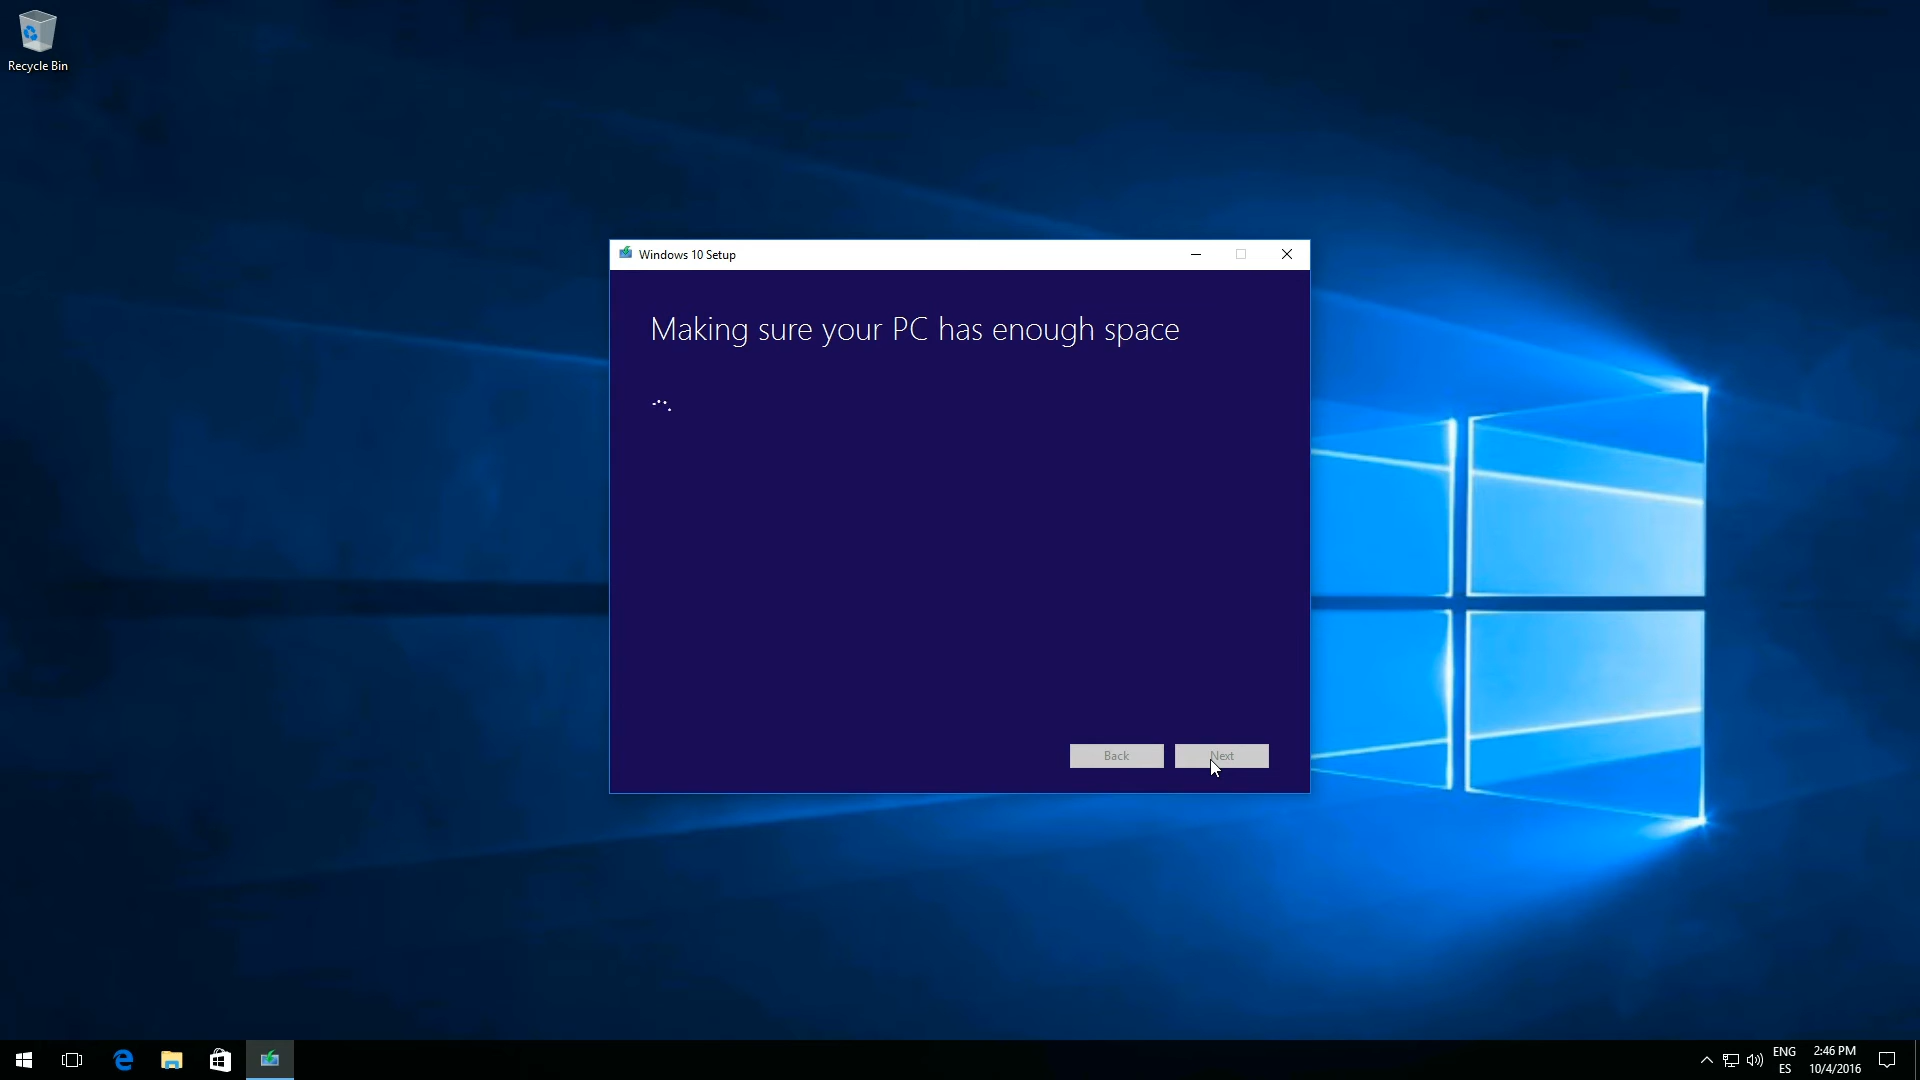 Recycle Bin
Windows 10 Setup
Making sure your PC has enough space
Back
Next
ENG
ES
2:46 PM
10/4/2016